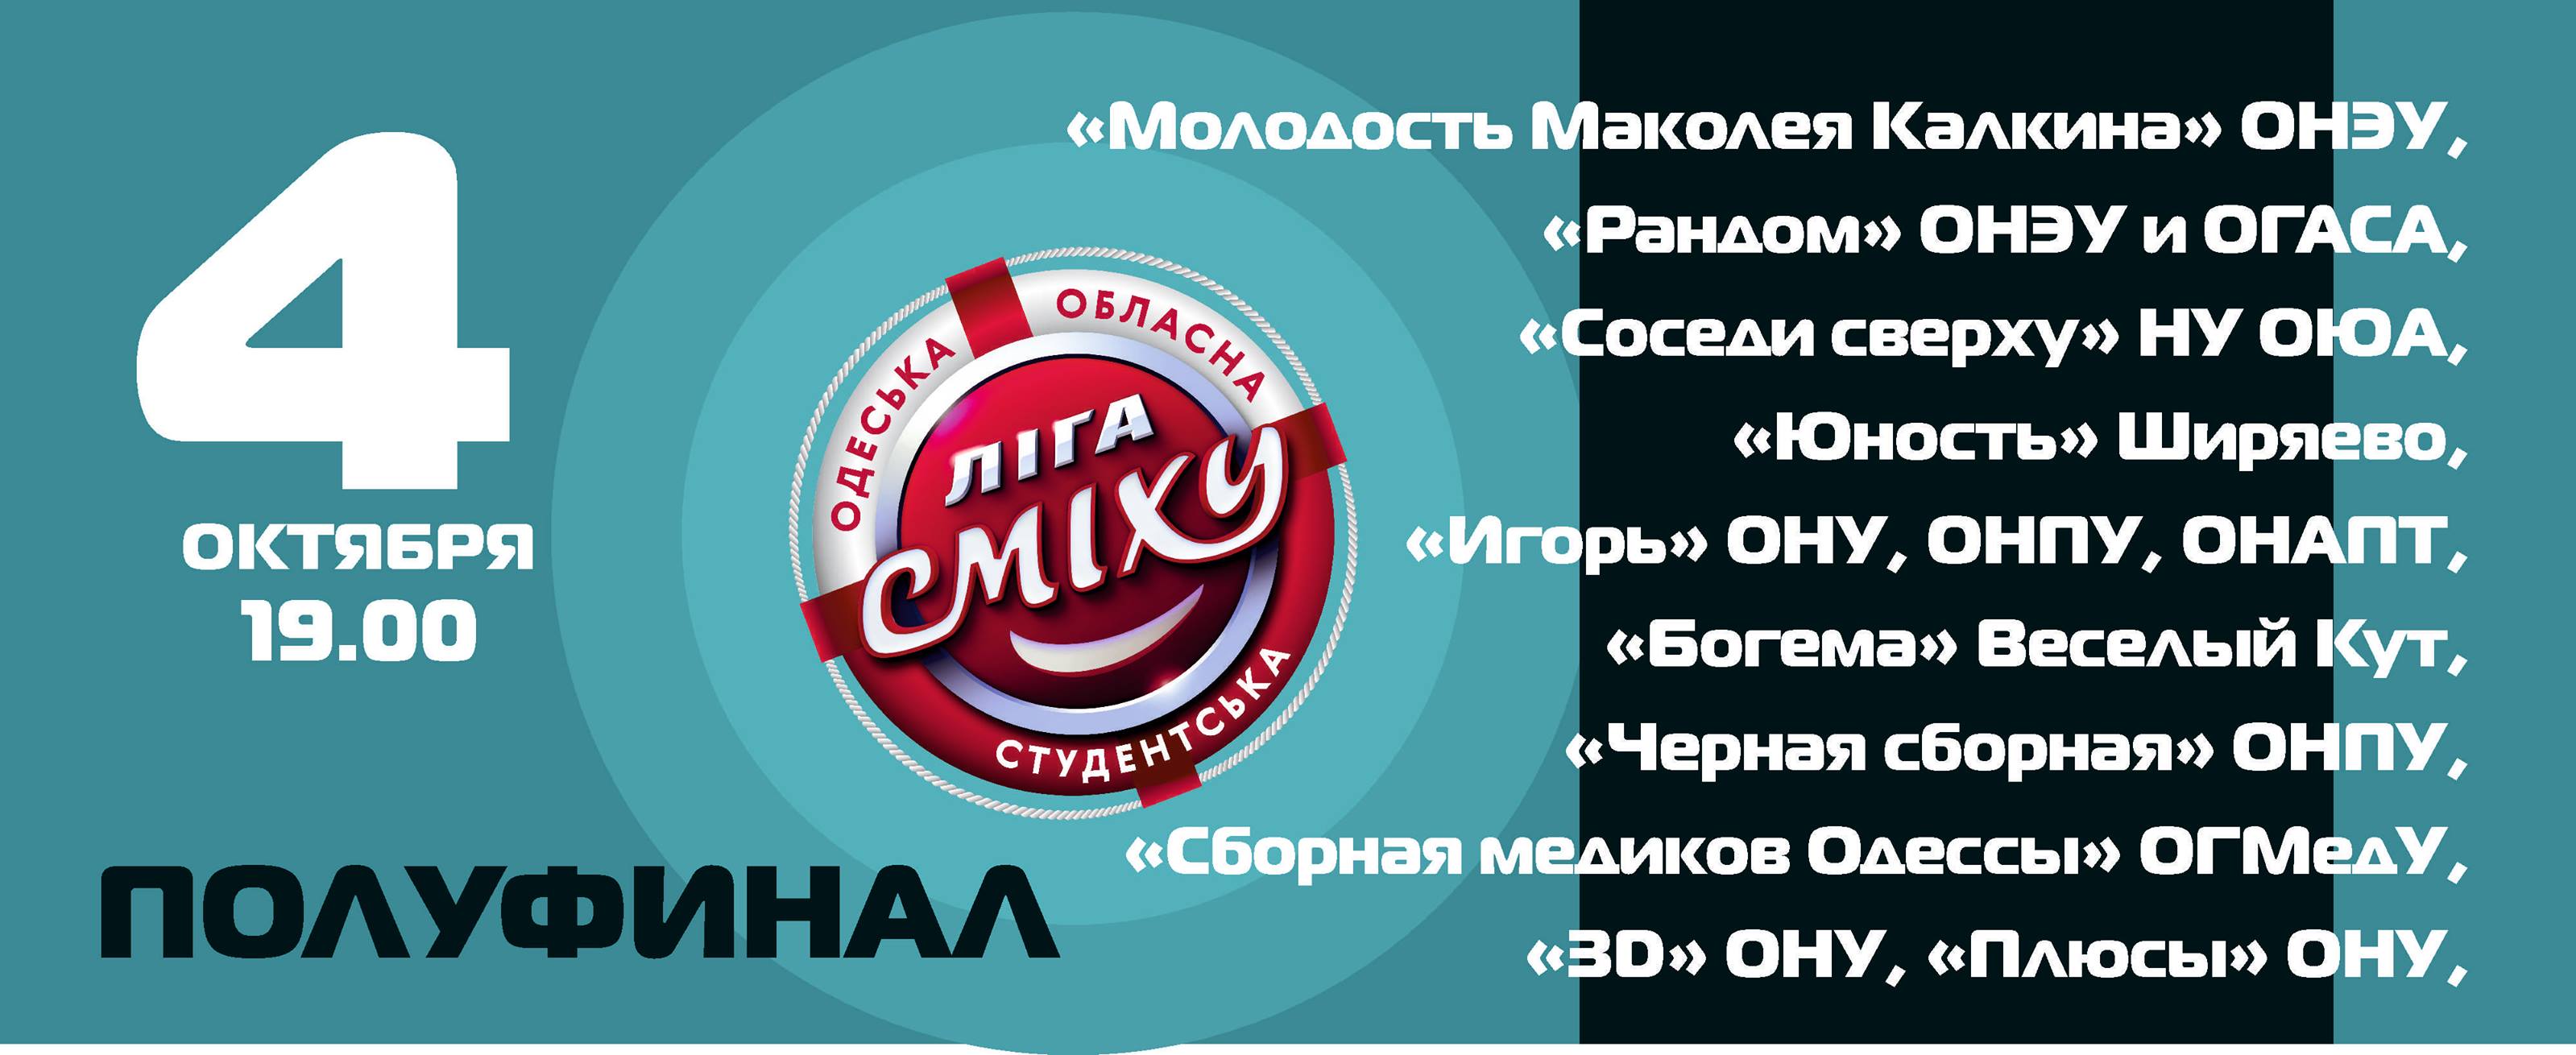 4
ОКТЯБРЯ
19.00
ПОЛУФИНАЛ
ОДЕСЬКА ОБЛАСНА
ЛІГА
СМІХУ
СТУДЕНТСЬКА
«Молодость Маколея Калкина» ОНЭУ,
«Рандом» ОНЭУ и ОГАСА,
«Соседи сверху» НУ ОЮА,
«Юность» Ширяево,
«Игорь» ОНУ, ОНПУ, ОНАПТ,
«Богема» Веселый Кут,
«Черная сборная» ОНПУ,
«Сборная медиков Одессы» ОГМедУ,
«3D» ОНУ, «Плюсы» ОНУ,